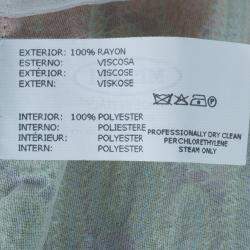 EXTERIOR: 100% RAYON
ESTERNO: VISCOSA
EXTÉRIOR: VISCOSE
EXTERN: VISKOSE
INTERIOR: 100% POLYESTER
INTERNO: POLIESTERE
INTÉRIEUR: POLYESTER
INTERN: POLYESTER
PROFESSIONALLY DRY CLEAN
PERCHLORETHYLENE
STEAM ONLY